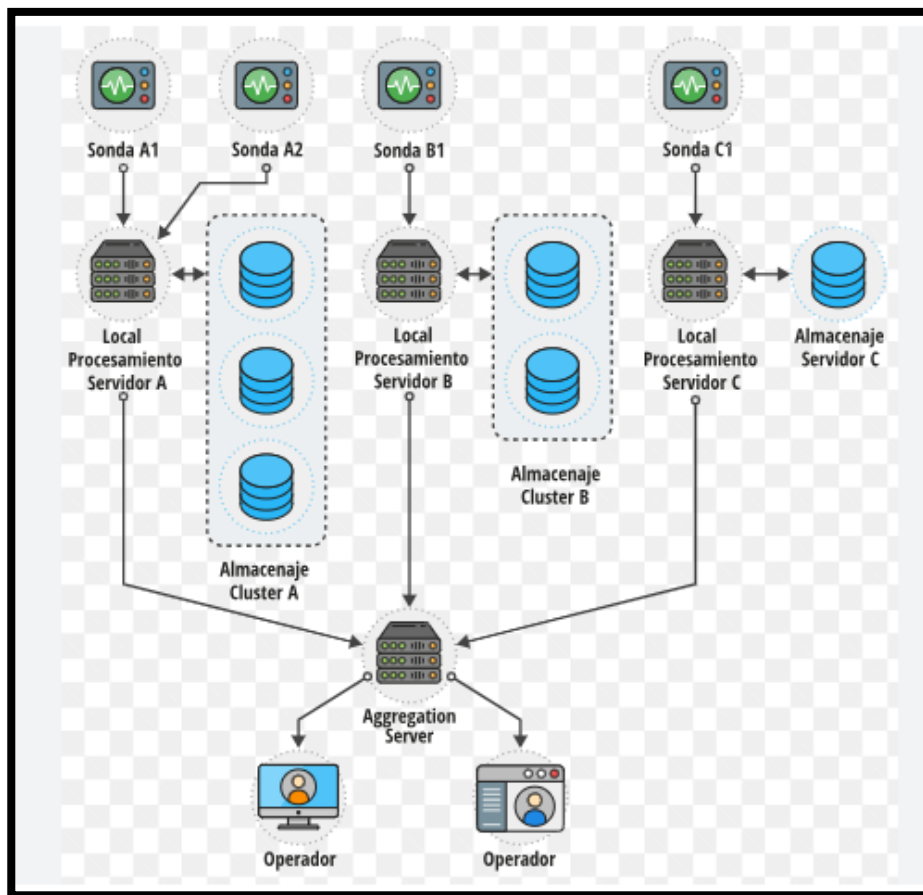 Sonda A1
Sonda A2
Sonda B1
Sonda C1
Local
Procesamiento
Servidor A
Local
Procesamiento
Servidor B
Local
Procesamiento
Servidor C
Almacenaje
Servidor C
Almacenaje
Cluster B
Almacenaje
Cluster A
Aggregation
Server
Operador
Operador